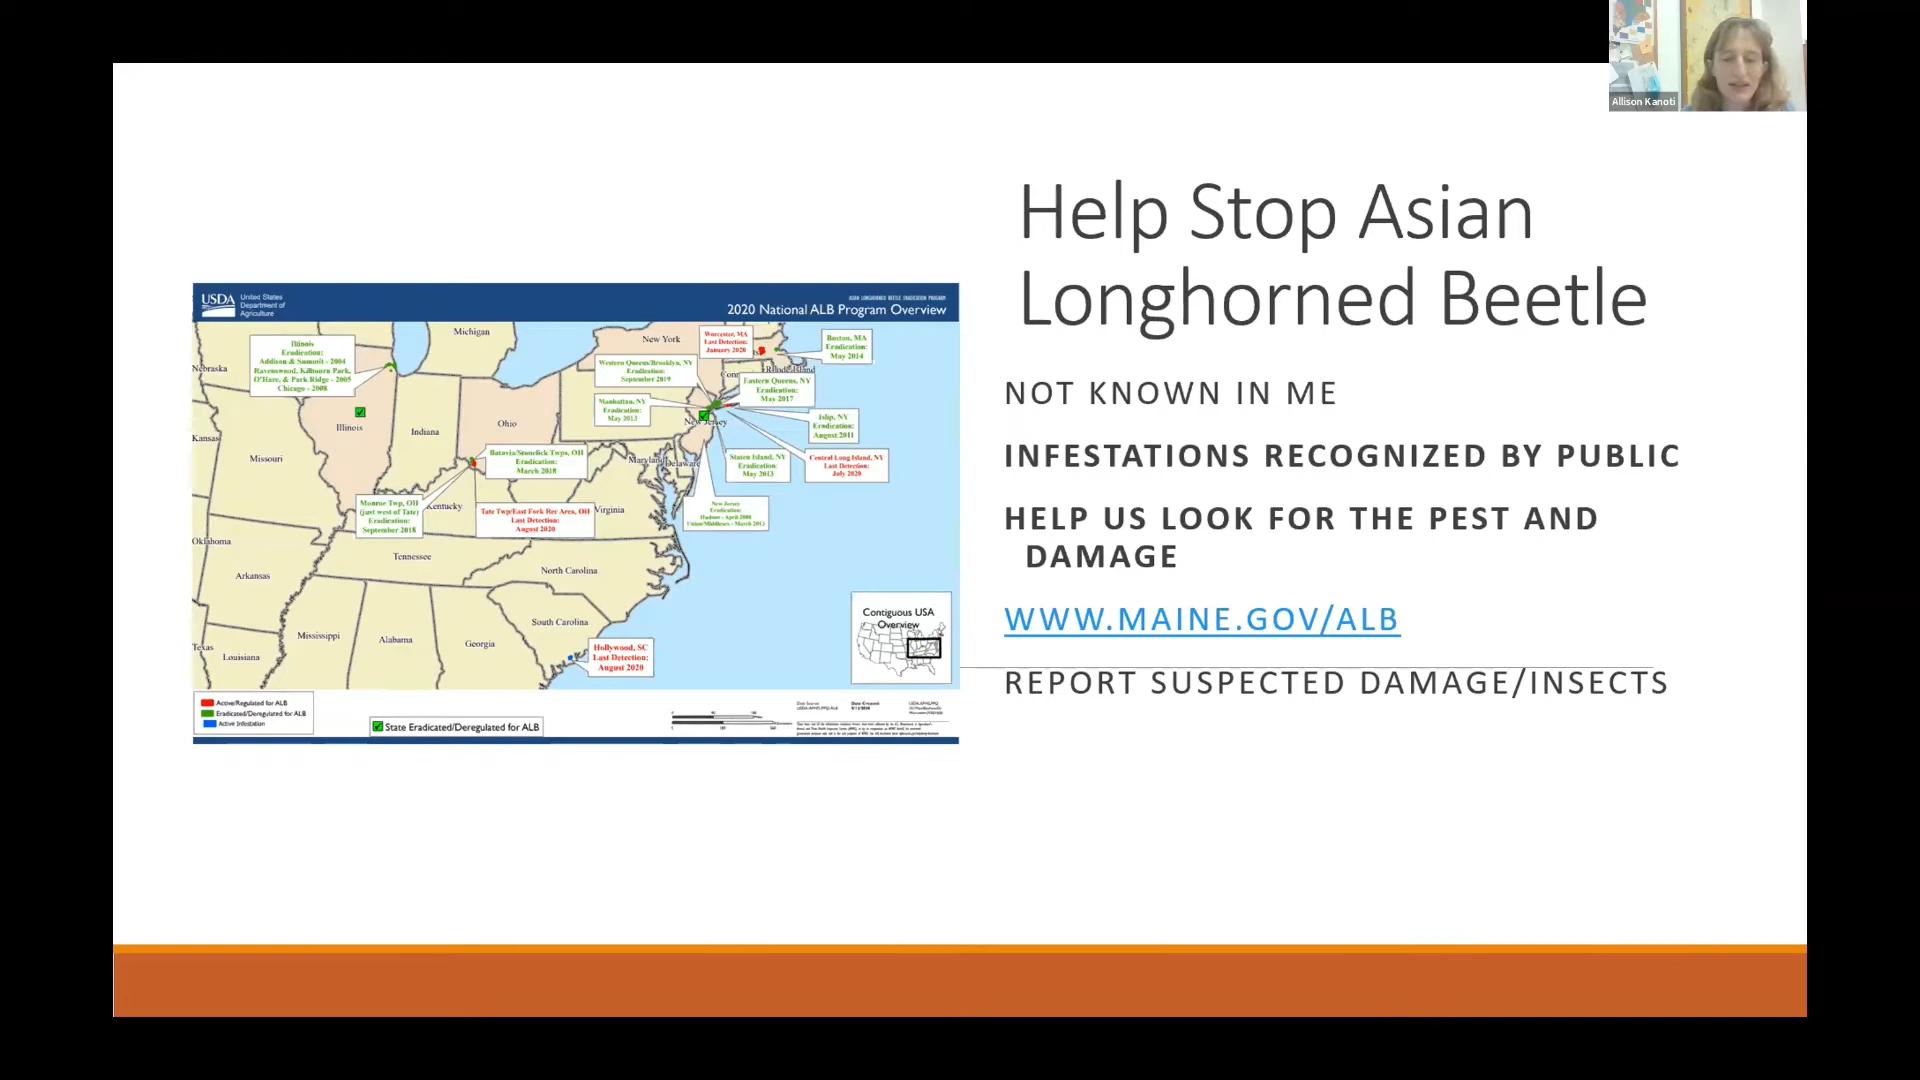 Allison Kanoti
Help Stop Asian
Longhorned Beetle
NOT KNOWN IN ME
INFESTATIONS RECOGNIZED BY PUBLIC
HELP US LOOK FOR THE PEST AND
DAMAGE
WWW.MAINE.GOV/ALB
REPORT SUSPECTED DAMAGE/INSECTS
USDA
United States
Department of
Agriculture
ASIAN LONGHORNED BEETLE ERADICATION PROGRAM
2020 National ALB Program Overview
Illinois
Eradication:
Addison & Summit - 2004
Ravenswood, Kilbourn Park,
O'Hare, & Park Ridge - 2005
Chicago - 2008
Michigan
New York
Worcester, MA
Last Detection:
January 2020
Boston, MA
Eradication:
May 2014
Nebraska
Western Queens/Brooklyn, NY
Eradication:
September 2019
Conn
Rhode Island
Eastern Queens, NY
Eradication:
May 2017
Manhattan, NY
Eradication:
May 2013
New Jersey
Islip, NY
Eradication:
August 2011
Illinois
Indiana
Ohio
Kansas
Missouri
Batavia/Stonelick Twps, OH
Eradication:
March 2018
Maryland
Delaware
Staten Island, NY
Eradication:
May 2013
Central Long Island, NY
Last Detection:
July 2020
Monroe Twp, OH
(just west of Tate)
Eradication:
September 2018
Kentucky
Tate Twp/East Fork Rec Area, OH
Last Detection:
August 2020
Virginia
New Jersey
Eradication:
Hudson - April 2008
Union/Middlesex - March 2013
Oklahoma
Tennessee
North Carolina
Arkansas
South Carolina
Mississippi
Alabama
Georgia
Texas
Louisiana
Hollywood, SC
Last Detection:
August 2020
Contiguous USA
Overview
Active/Regulated for ALB
Eradicated/Deregulated for ALB
Active Infestation
State Eradicated/Deregulated for ALB
Data Source:
Date Created: